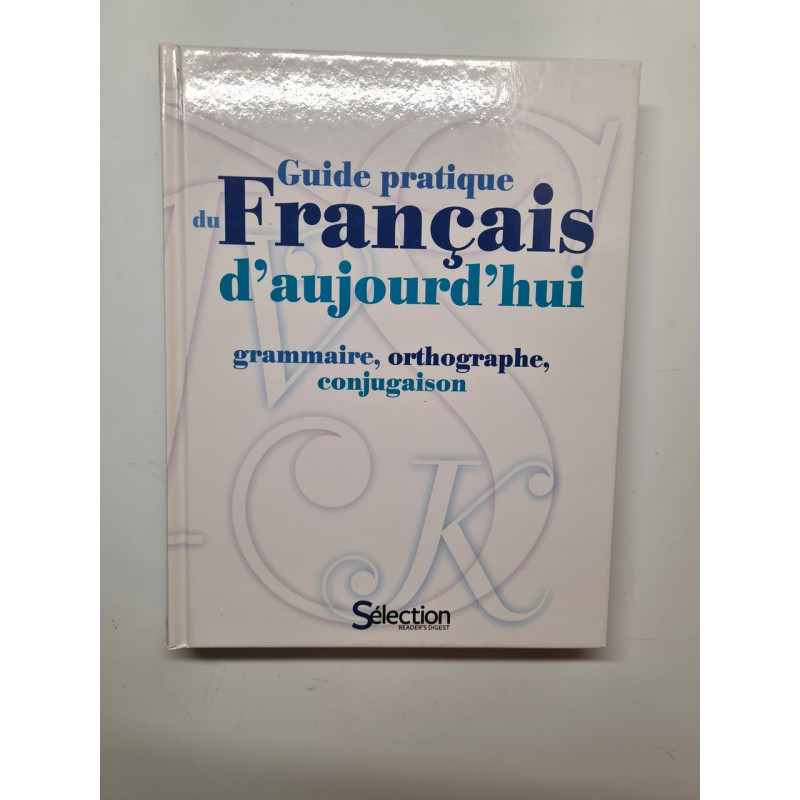 Guide pratique
du Français
d'aujourd'hui
grammaire, orthographe,
conjugaison
Sélection
READER'S DIGEST